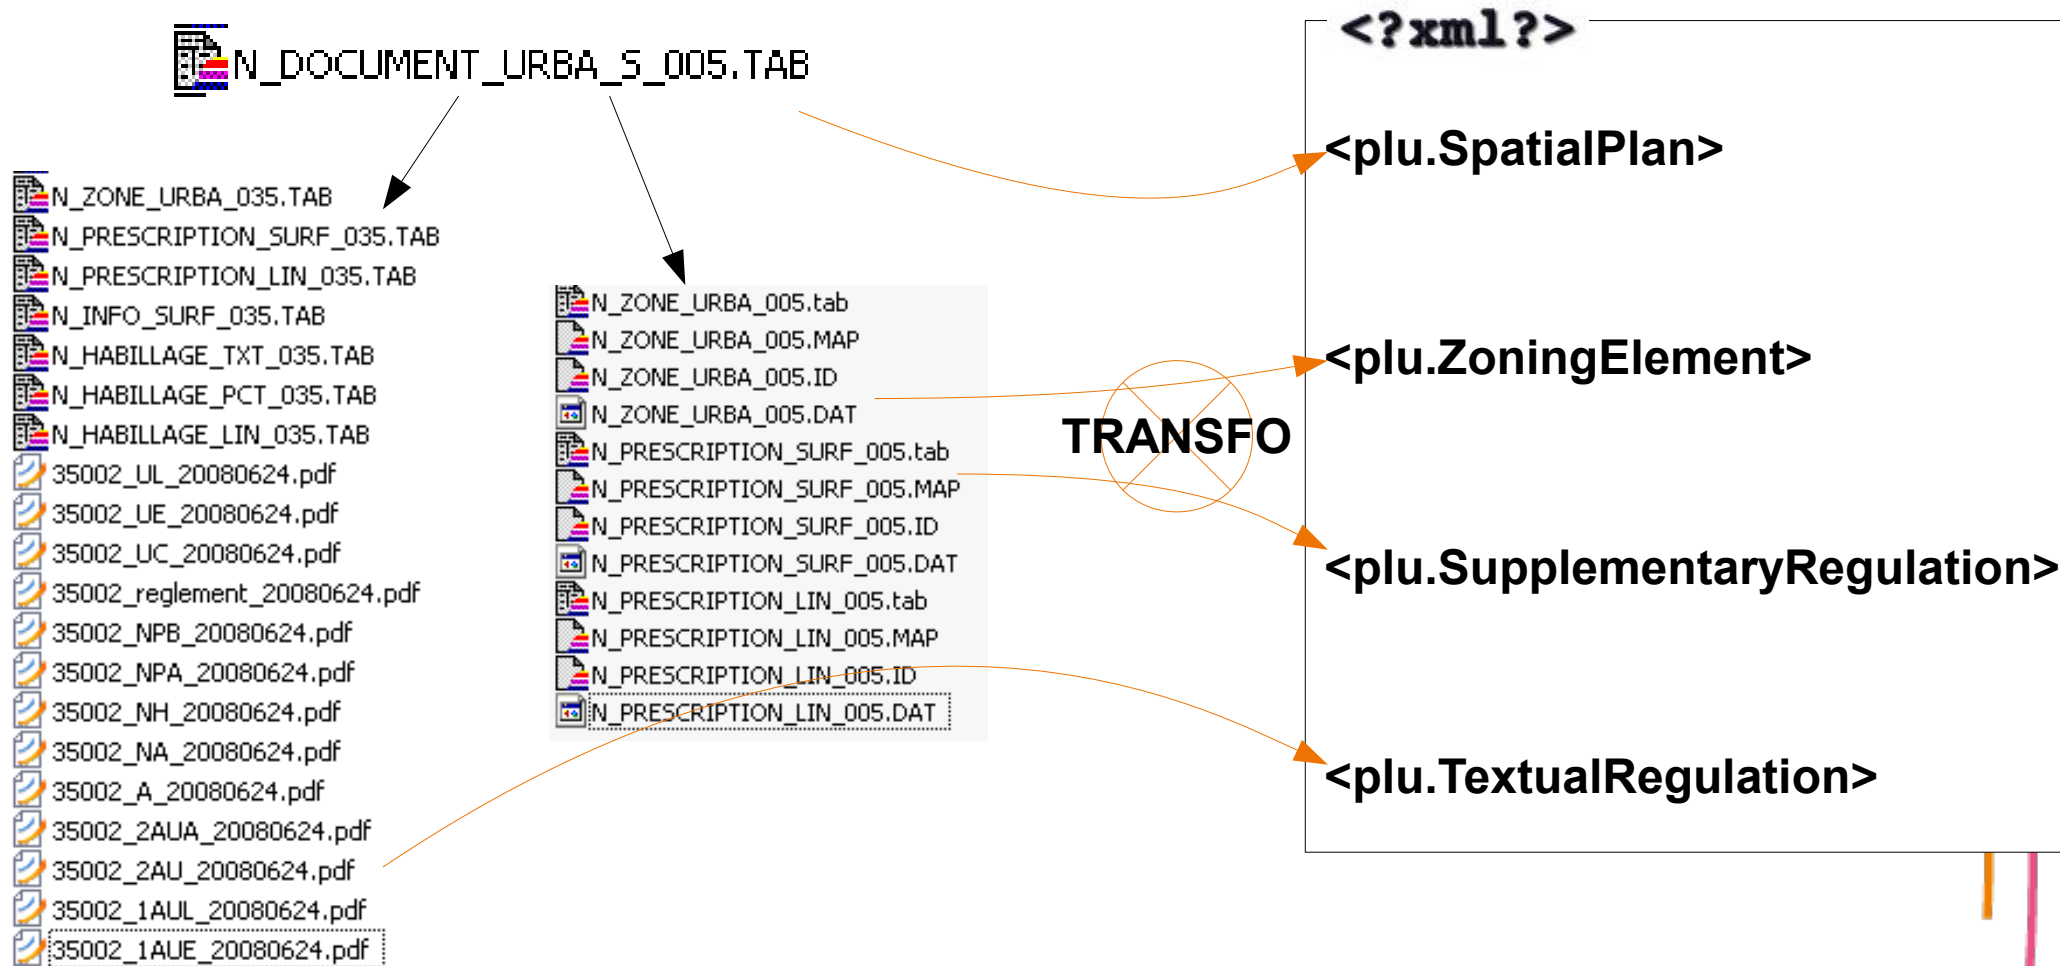 N_DOCUMENT_URBA_S_005.TAB
N_ZONE_URBA_035.TAB
N_PRESCRIPTION_SURF_035.TAB
N_PRESCRIPTION_LIN_035.TAB
N_INFO_SURF_035.TAB
N_HABILLAGE_TXT_035.TAB
N_HABILLAGE_PCT_035.TAB
N_HABILLAGE_LIN_035.TAB
35002_UL_20080624.pdf
35002_UE_20080624.pdf
35002_UC_20080624.pdf
35002_reglement_20080624.pdf
35002_NPB_20080624.pdf
35002_NPA_20080624.pdf
35002_NH_20080624.pdf
35002_NA_20080624.pdf
35002_A_20080624.pdf
35002_2AUA_20080624.pdf
35002_2AU_20080624.pdf
35002_1AUL_20080624.pdf
35002_1AUE_20080624.pdf
N_ZONE_URBA_005.tab
N_ZONE_URBA_005.MAP
N_ZONE_URBA_005.ID
N_ZONE_URBA_005.DAT
N_PRESCRIPTION_SURF_005.tab
N_PRESCRIPTION_SURF_005.MAP
N_PRESCRIPTION_SURF_005.ID
N_PRESCRIPTION_SURF_005.DAT
N_PRESCRIPTION_LIN_005.tab
N_PRESCRIPTION_LIN_005.MAP
N_PRESCRIPTION_LIN_005.ID
N_PRESCRIPTION_LIN_005.DAT
TRANSFO
<?xml?>
<plu.SpatialPlan>
<plu.ZoningElement>
<plu.SupplementaryRegulation>
<plu.TextualRegulation>